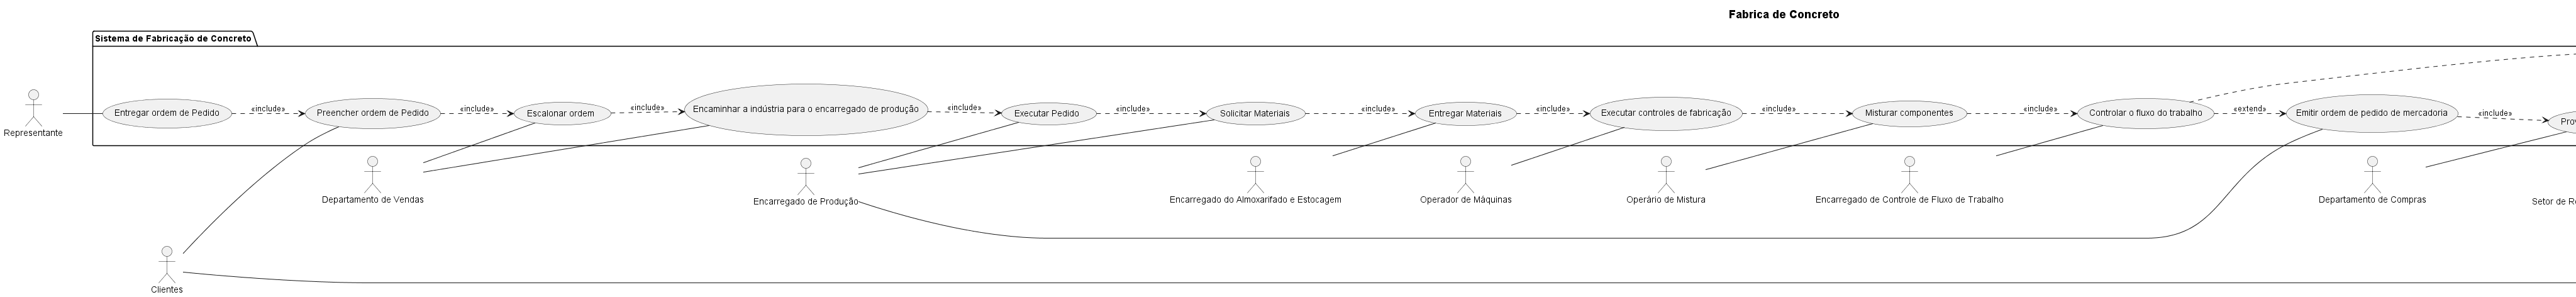 Fabrica de Concreto
Sistema de Fabricação de Concreto
Representante
Entregar ordem de Pedido
«include»
Preencher ordem de Pedido
«include»
Escalonar ordem
«include»
Encaminhar a indústria para o encarregado de produção
«include»
Executar Pedido
«include»
Solicitar Materiais
«include»
Entregar Materiais
«include»
Executar controles de fabricação
«include»
Misturar componentes
«include»
Controlar o fluxo do trabalho
«extend»
Emitir ordem de pedido de mercadoria
«include»
Departamento de Vendas
Encarregado de Produção
Encarregado do Almoxarifado e Estocagem
Operador de Máquinas
Operário de Mistura
Encarregado de Controle de Fluxo de Trabalho
Departamento de Compras
Setor de
Clientes